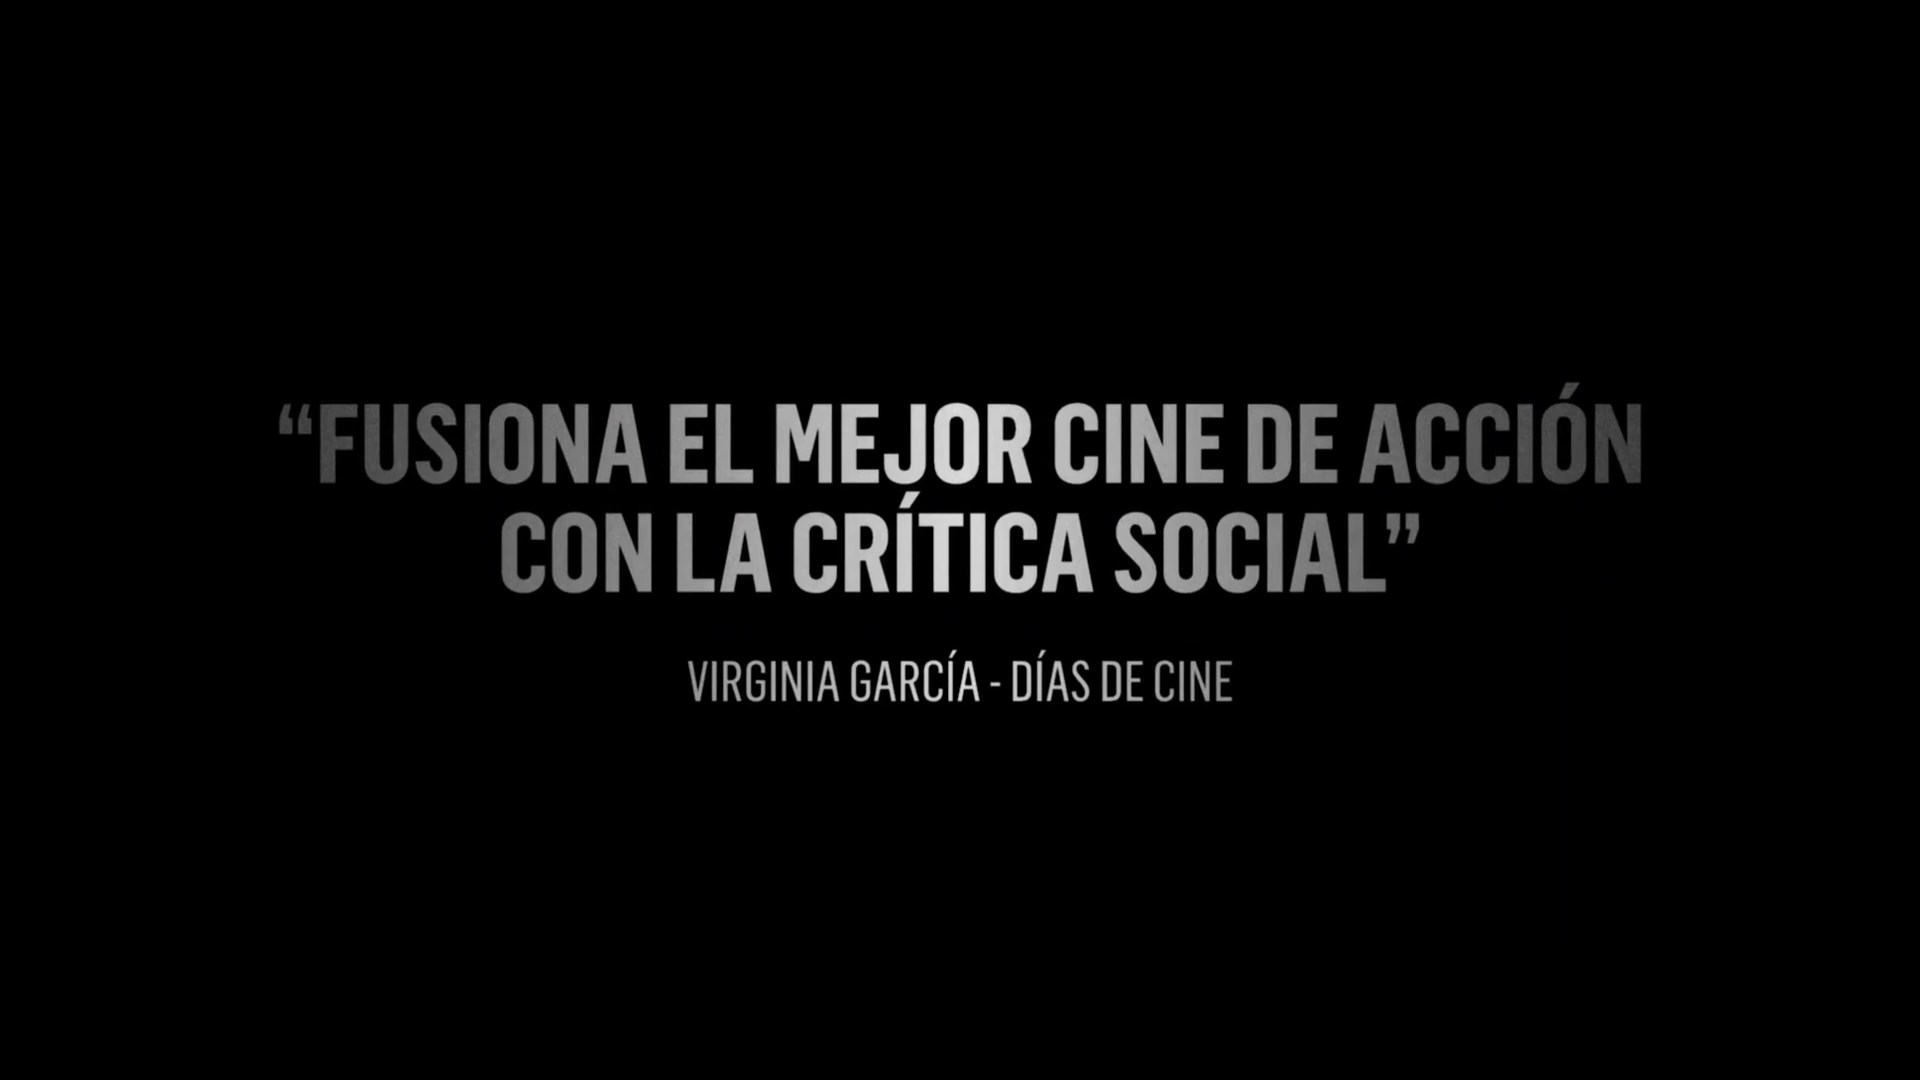 “FUSIONA EL MEJOR CINE DE ACCIÓN
CON LA CRÍTICA SOCIAL”
VIRGINIA GARCÍA - DÍAS DE CINE